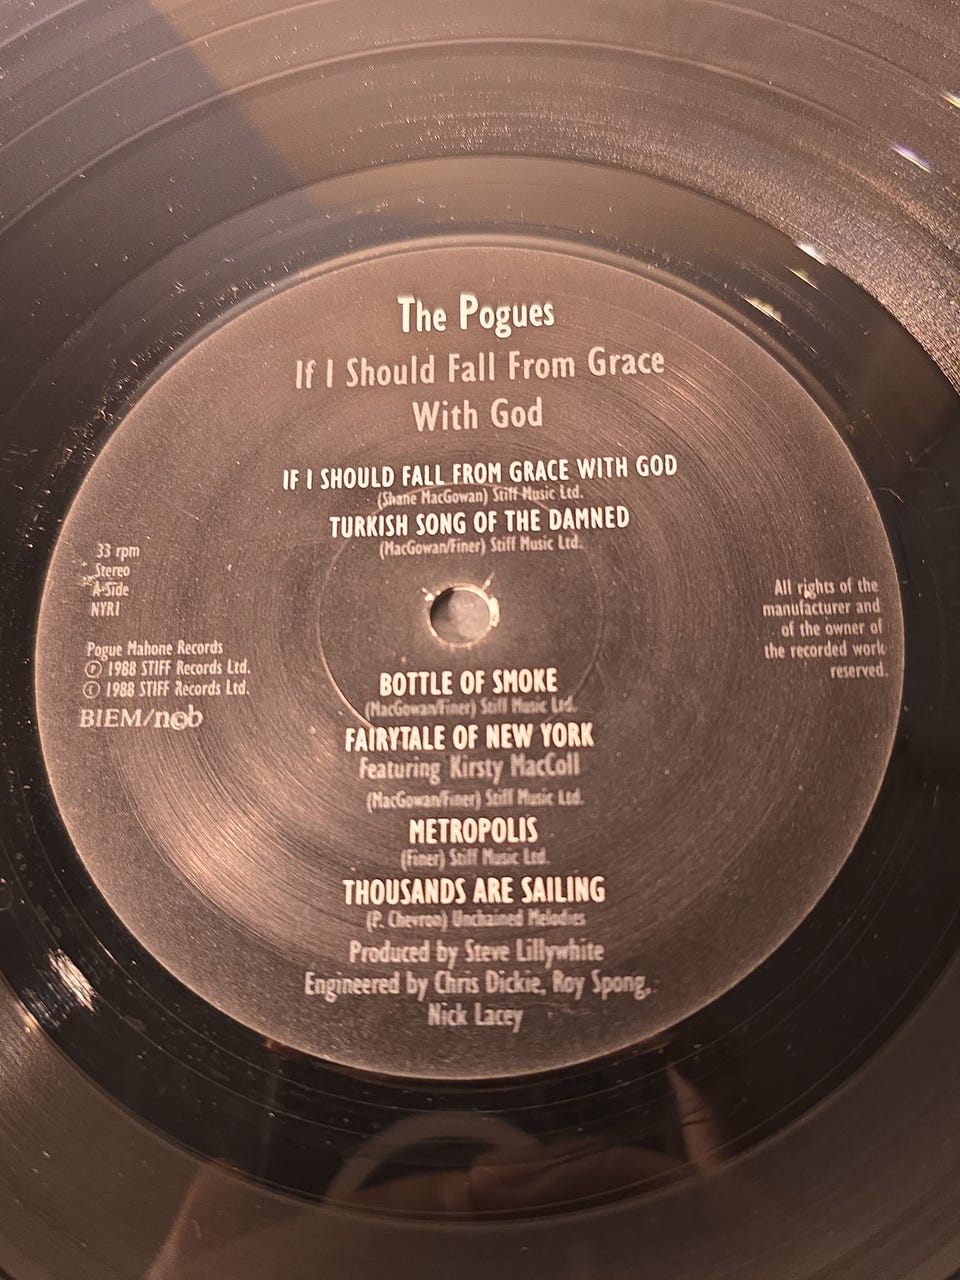 The Pogues
If I Should Fall From Grace
With God
IF I SHOULD FALL FROM GRACE WITH GOD
(Shane MacGowan) Stiff Music Ltd.
TURKISH SONG OF THE DAMNED
(MacGowan/Finer) Stiff Music Ltd.
33 rpm
Stereo
A-Side
NYR1
Pogue Mahone Records
Ⓟ 1988 STIFF Records Ltd.
© 1988 STIFF Records Ltd.
BIEM/ncb
All rights of the
manufacturer and
of the owner of
the recorded work
reserved.
BOTTLE OF SMOKE
(MacGowan/Finer) Stiff Music Ltd.
FAIRYTALE OF NEW YORK
Featuring Kirsty MacColl
(MacGowan/Finer) Stiff Music Ltd.
METROPOLIS
(Finer) Stiff Music Ltd.
THOUSANDS ARE SAILING
(P. Chevron) Unchained Melodies
Produced by Steve Lillywhite
Engineered by Chris Dickie, Roy Spong,
Nick Lacey